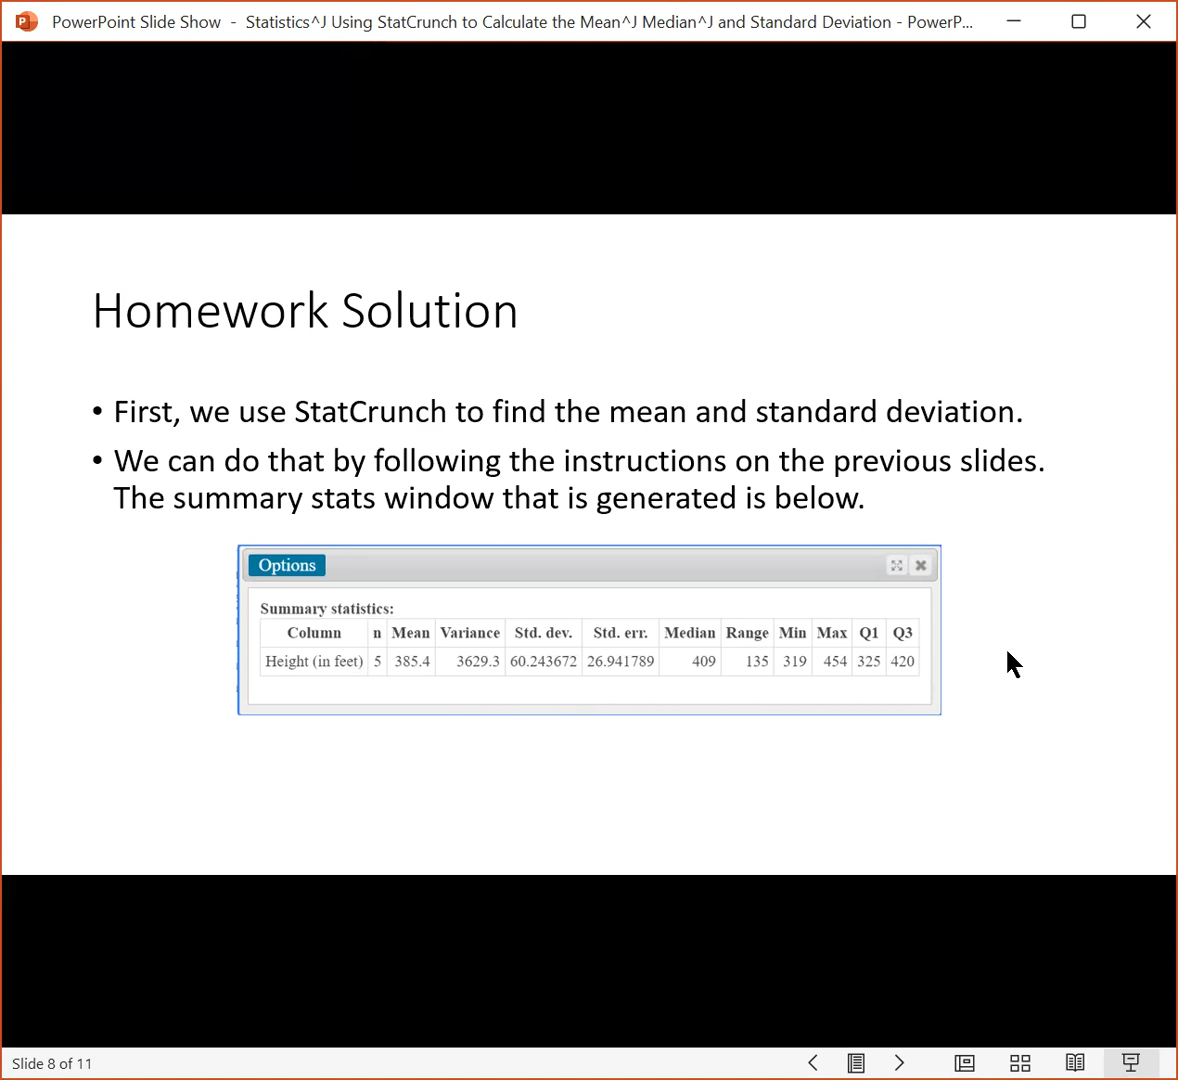 PowerPoint Slide Show - Statistics^J Using StatCrunch to Calculate the Mean^J Median^J and Standard Deviation - PowerP...
Homework Solution
• First, we use StatCrunch to find the mean and standard deviation.
• We can do that by following the instructions on the previous slides.
The summary stats window that is generated is below.
Options
Summary statistics:
Column n Mean Variance Std. dev. Std. err. Median Range Min Max Q1 Q3
Height (in feet) 5 385.4 3629.3 60.243672 26.941789 409 135 319 454 325 420
Slide 8 of 11